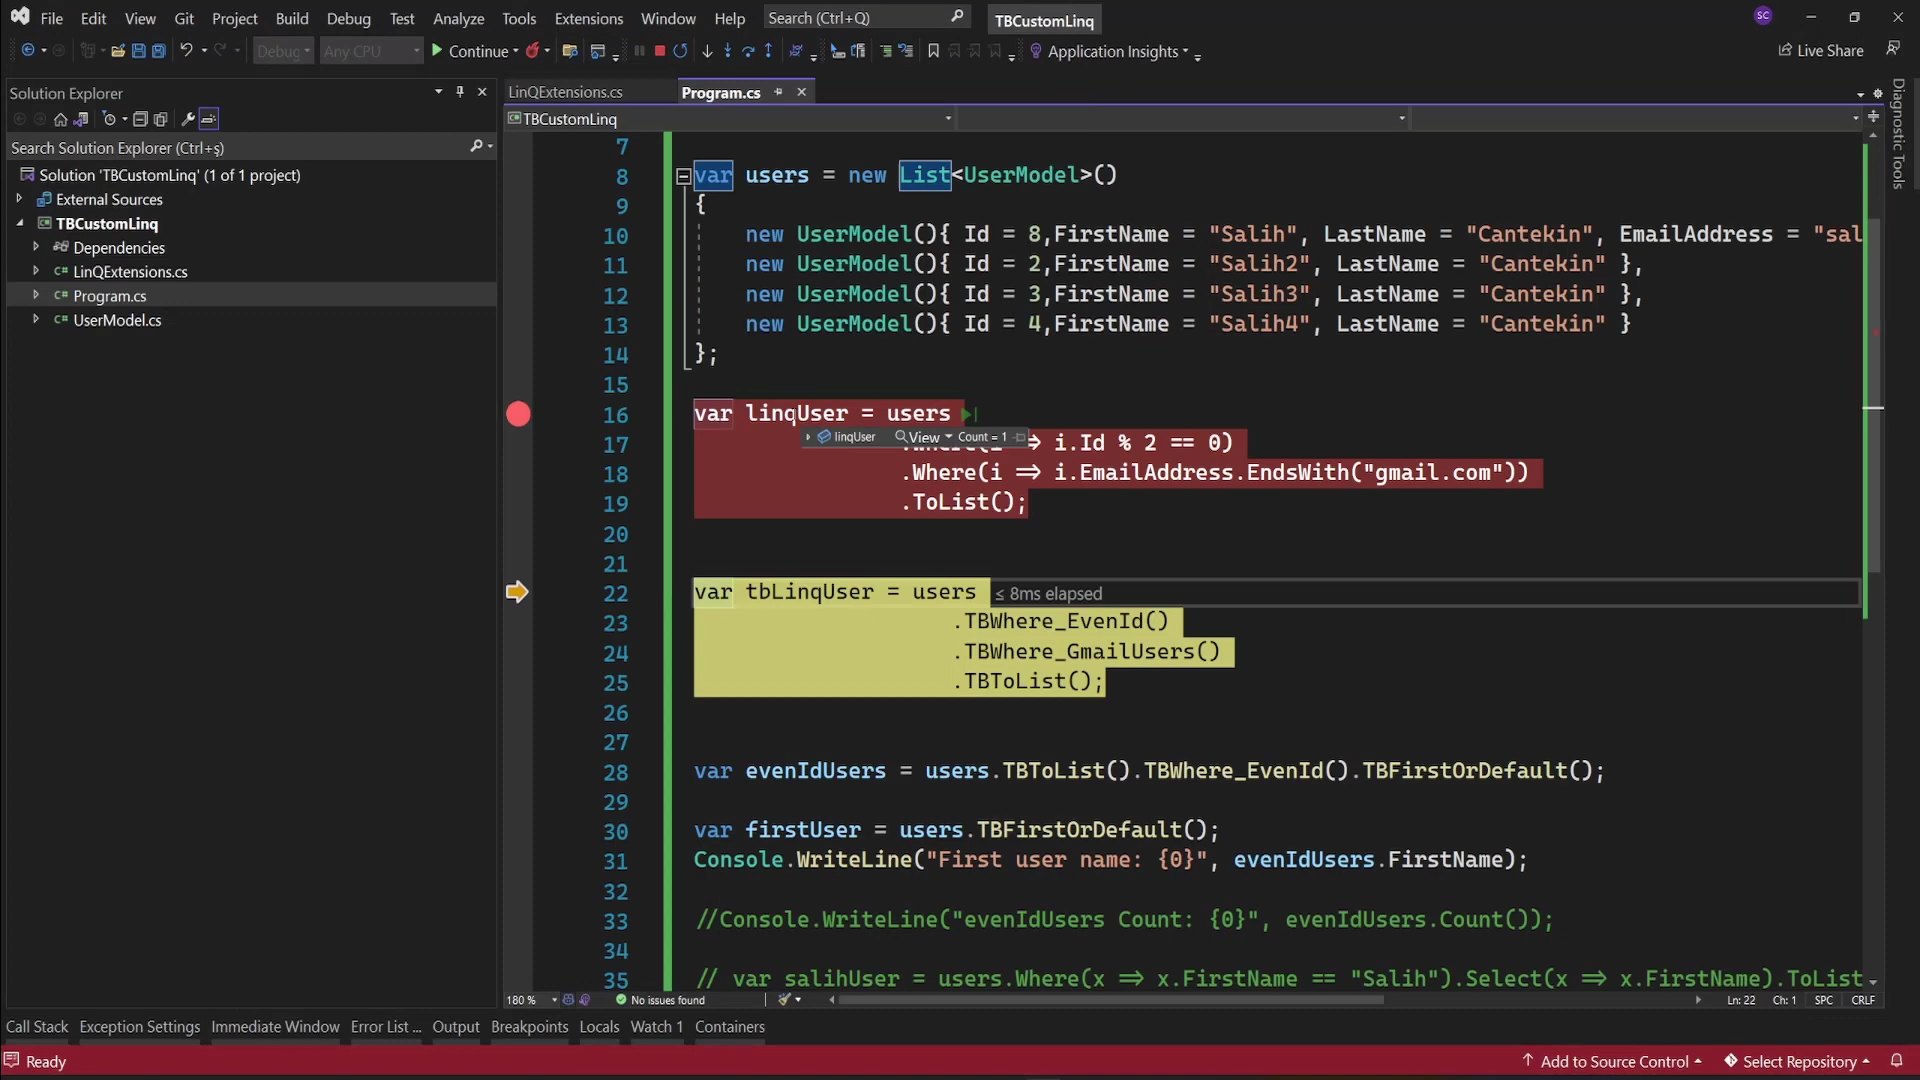 File Edit View Git Project Build Debug Test Analyze Tools Extensions Window Help Search (Ctrl+Q) TBCustomLinq SC
Debug Any CPU Continue Application Insights Live Share
Solution Explorer
Search Solution Explorer (Ctrl+ş)
Solution 'TBCustomLinq' (1 of 1 project)
External Sources
TBCustomLinq
Dependencies
C# LinQExtensions.cs
C# Program.cs
C# UserModel.cs
LinQExtensions.cs Program.cs
TBCustomLinq
7
8 var users = new List<UserModel>()
9 {
10 new UserModel(){ Id = 8,FirstName = "Salih", LastName = "Cantekin", EmailAddress = "sal
11 new UserModel(){ Id = 2,FirstName = "Salih2", LastName = "Cantekin" },
12 new UserModel(){ Id = 3,FirstName = "Salih3", LastName = "Cantekin" },
13 new UserModel(){ Id = 4,FirstName = "Salih4", LastName = "Cantekin" }
14 };
15
16 var linqUser = users
linqUser View Count = 1
17 .Where(i => i.Id % 2 == 0)
18 .Where(i => i.EmailAddress.EndsWith("gmail.com"))
19 .ToList();
20
21
22 var tbLinqUser = users ≤ 8ms elapsed
23 .TBWhere_EvenId()
24 .TBWhere_GmailUsers()
25 .TBToList();
26
27
28 var evenIdUsers = users.TBToList().TBWhere_EvenId().TBFirstOrDefault();
29
30 var firstUser = users.TBFirstOrDefault();
31 Console.WriteLine("First user name: {0}", evenIdUsers.FirstName);
32
33 //Console.WriteLine("evenIdUsers Count: {0}", evenIdUsers.Count());
34
35 // var salihUser = users.Where(x => x.FirstName == "Salih").Select(x => x.FirstName).ToList
180 % No issues found Ln: 22 Ch: 1 SPC CRLF
Diagnostic Tools
Call Stack Exception Settings Immediate Window Error List ... Output Breakpoints Locals Watch 1 Containers
Ready Add to Source Control Select Repository